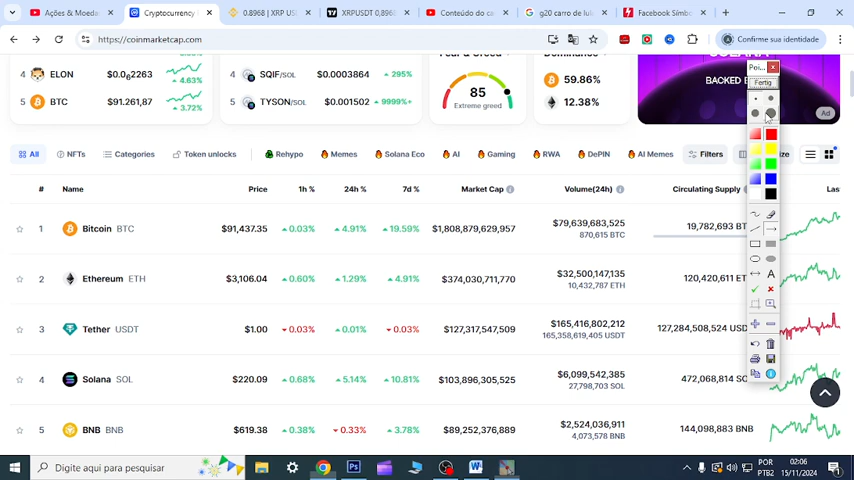 Ações & Moedas
Cryptocurrency
0.8968 | XRP US
XRPUSDT 0,896
Conteúdo do ca
g20 carro de lu
Facebook Símbo
https://coinmarketcap.com
Confirme sua identidade
4 ELON $0.0₆2263 4.63%
5 BTC $91.261,87 3.72%
4 SQIF/SOL $0.0003864 295%
5 TYSON/SOL $0.001502 9999+%
85
Extreme greed
59.86%
12.38%
BACKED B
Ad
Poi...
Fertig
All NFTs Categories Token unlocks Rehypo Memes Solana Eco AI Gaming RWA DePIN AI Memes Filters
# Name Price 1h % 24h % 7d % Market Cap Volume(24h) Circulating Supply Las
1 Bitcoin BTC $91,437.35 0.03% 4.91% 19.59% $1,808,879,629,957 $79,639,683,525 19,782,693 BT
870,615 BTC
2 Ethereum ETH $3,106.04 0.60% 1.29% 4.91% $374,030,711,770 $32,500,147,135 120,420,611 ET
10,432,787 ETH
3 Tether USDT $1.00 0.03% 0.01% 0.03% $127,317,547,509 $165,416,802,212 127,284,508,524 USD
165,358,619,405 USDT
4 Solana SOL $220.09 0.68% 5.14% 10.81% $103,896,305,525 $6,099,542,385 472,068,814 SO
27,798,703 SOL
5 BNB BNB $619.38 0.38% 0.33% 3.78% $89,252,376,889 $2,524,036,911 144,098,883 BNB
4,073,578 BNB
Digite aqui para pesquisar
POR
PTB2
02:06
15/11/2024